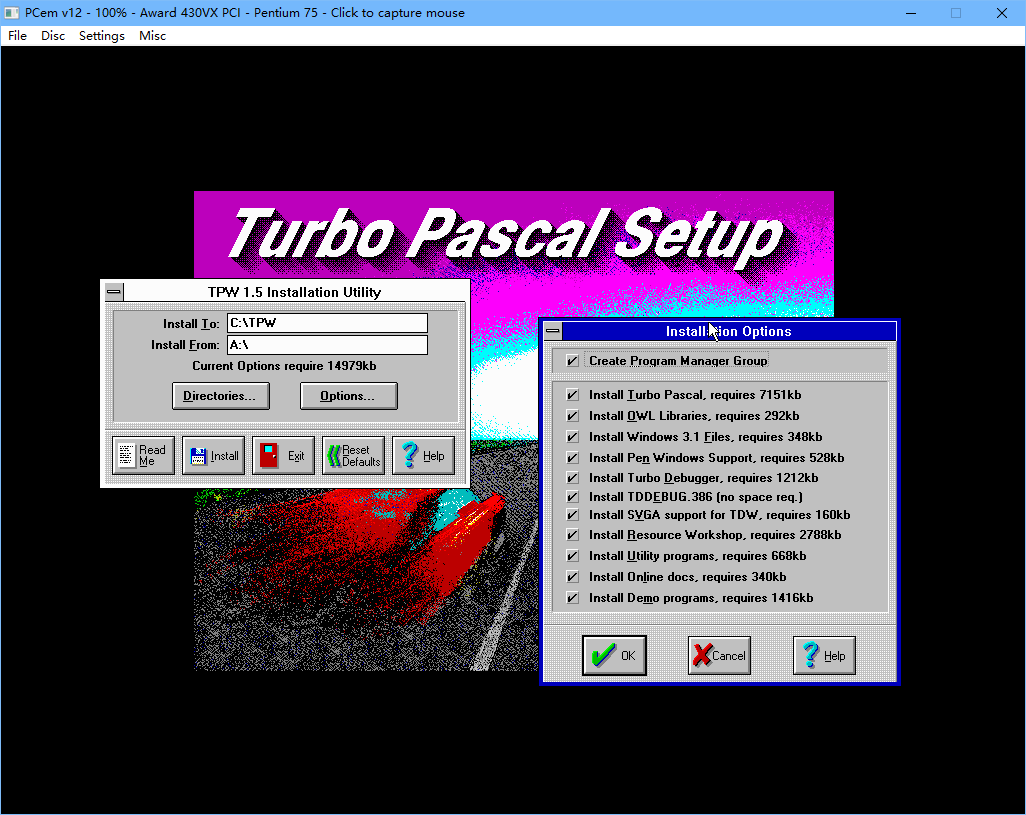 PCem v12 - 100% - Award 430VX PCI - Pentium 75 - Click to capture mouse
File Disc Settings Misc
Turbo Pascal Setup
TPW 1.5 Installation Utility
Install To: C:\TPW
Install From: A:\
Current Options require 14979kb
Directories... Options...
Read Me
Install
Exit
Reset Defaults
Help
Installation Options
Create Program Manager Group
Install Turbo Pascal, requires 7151kb
Install OWL Libraries, requires 292kb
Install Windows 3.1 Files, requires 348kb
Install Pen Windows Support, requires 528kb
Install Turbo Debugger, requires 1212kb
Install TDDEBUG.386 (no space req.)
Install SVGA support for TDW, requires 160kb
Install Resource Workshop, requires 2788kb
Install Utility programs, requires 668kb
Install Online docs, requires 340kb
Install Demo programs, requires 1416kb
OK Cancel Help